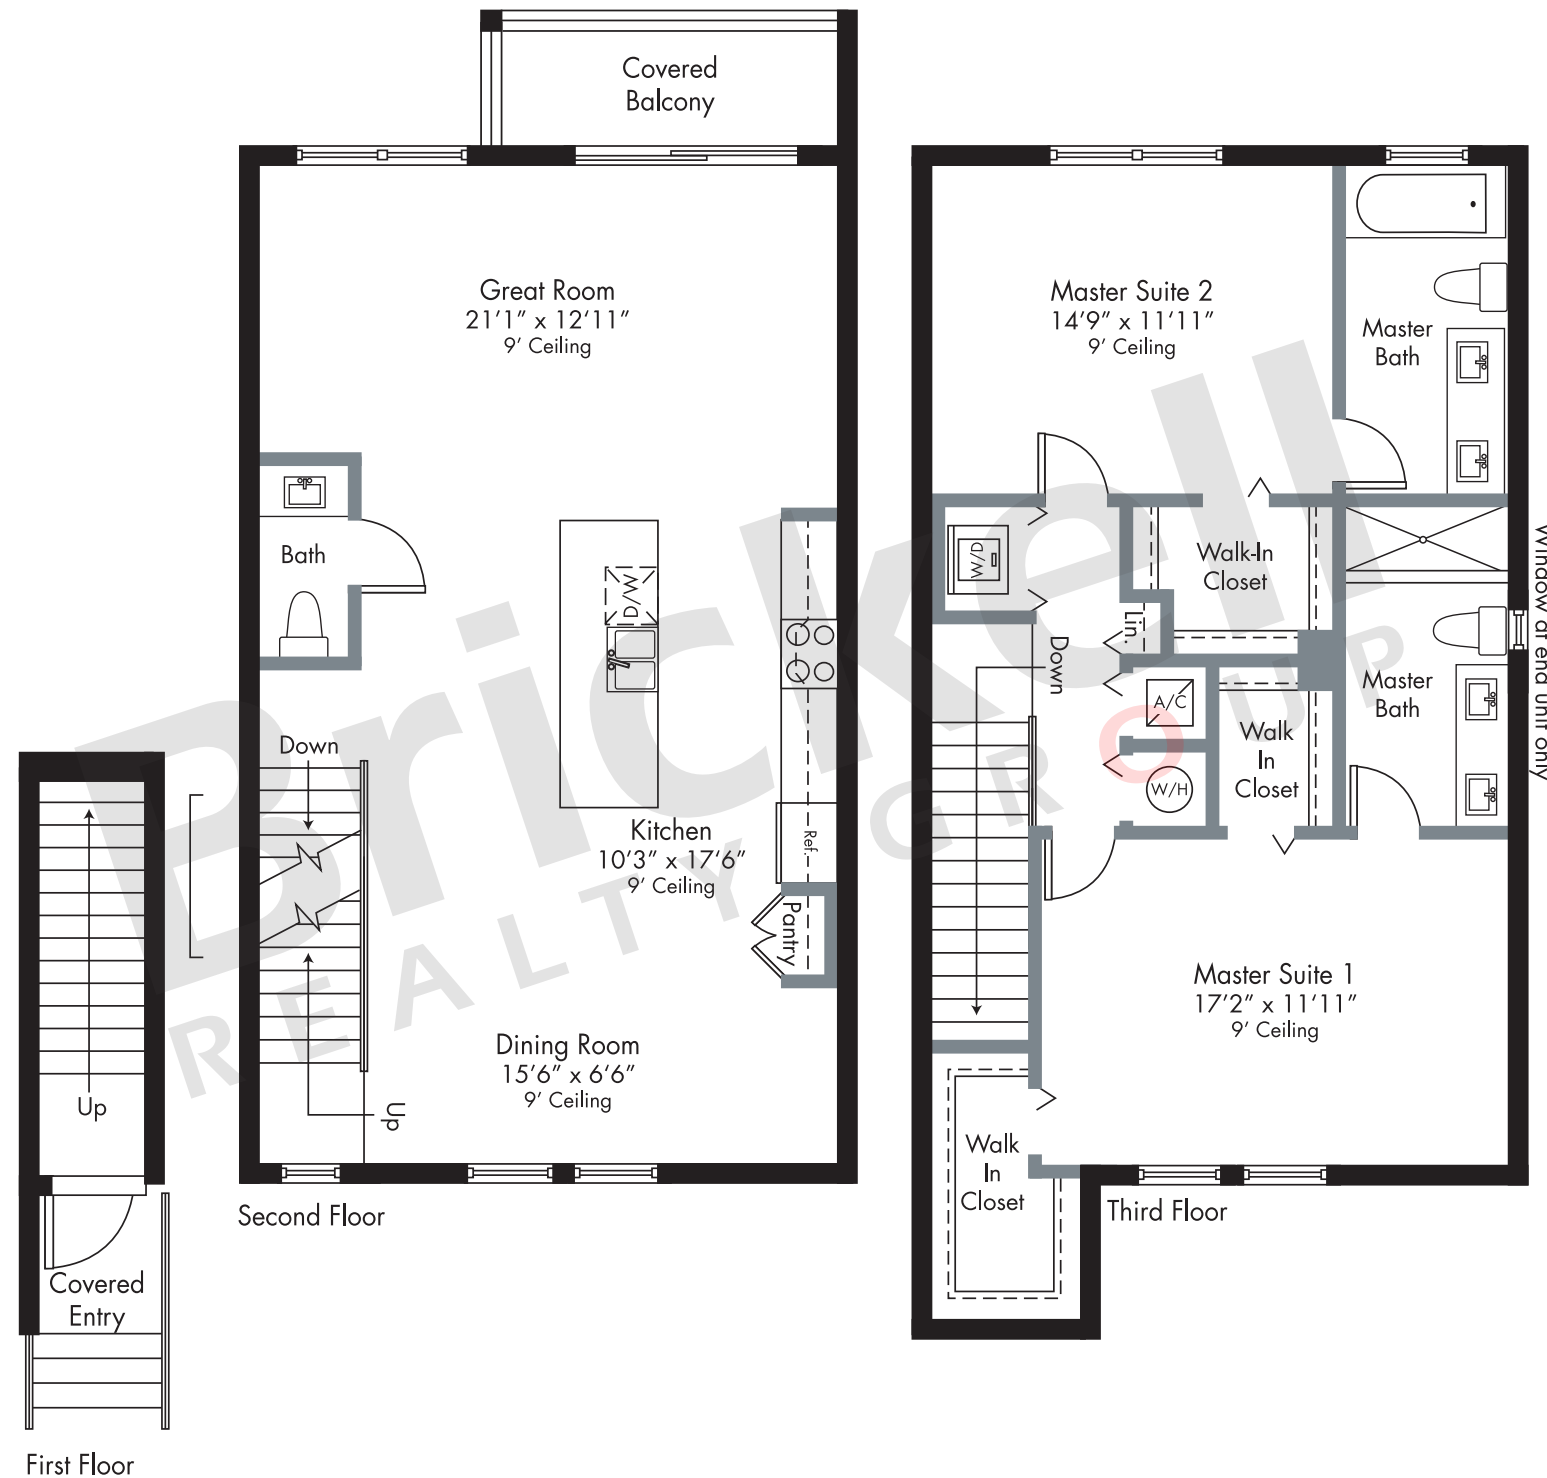 Covered
Balcony
Great Room
21'1" x 12'11"
9' Ceiling
Bath
D/W
Down
Kitchen
10'3" x 17'6"
9' Ceiling
Ref.
Pantry
Dining Room
15'6" x 6'6"
9' Ceiling
Up
Second Floor
Up
Covered
Entry
First Floor
Master Suite 2
14'9" x 11'11"
9' Ceiling
Master
Bath
W/D
Walk-In
Closet
Lin.
Down
A/C
W/H
Walk
In
Closet
Master
Bath
Window at end unit only
Master Suite 1
17'2" x 11'11"
9' Ceiling
Walk
In
Closet
Third Floor
Brickell
REALTY GROUP